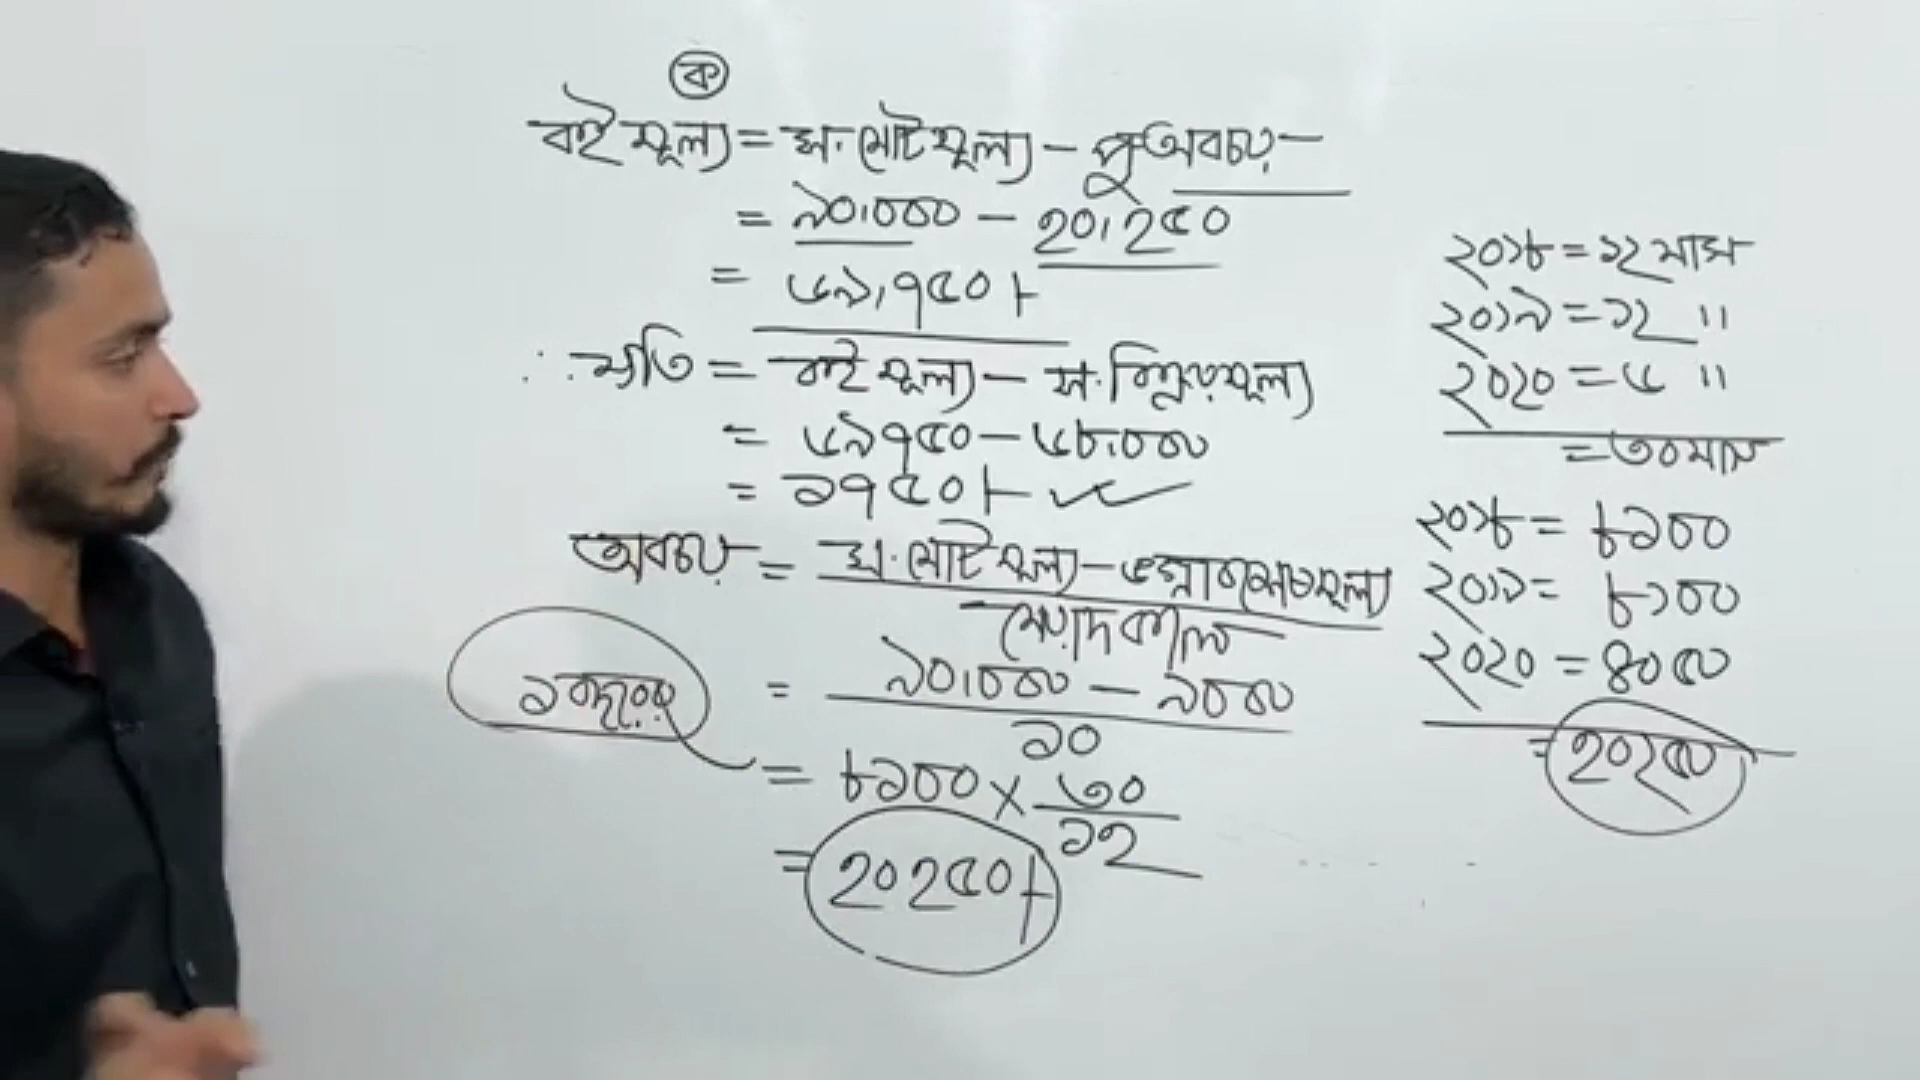 ক
বই মূল্য = স. মোট মূল্য - পু অবচয়
= ৯০,০০০ - ২০,২৫০
= ৬৯,৭৫০/-
∴ ক্ষতি = বই মূল্য - স. বিক্রয় মূল্য
= ৬৯৭৫০ - ৬৮,০০০
= ১৭৫০/- ✓
অবচয় = স. মোট মূল্য - ভগ্নাবশেষ মূল্য
মেয়াদকাল
= ৯০,০০০ - ৯০০০
১০
১ বছরের = ৮১০০ × ৩০
১২
= ২০২৫০/-
২০১৮ = ১২ মাস
২০১৯ = ১২ "
২০২০ = ৬ "
= ৩০ মাস
২০১৮ = ৮১০০
২০১৯ = ৮১০০
২০২০ = ৪০৫০
= ২০২৫০